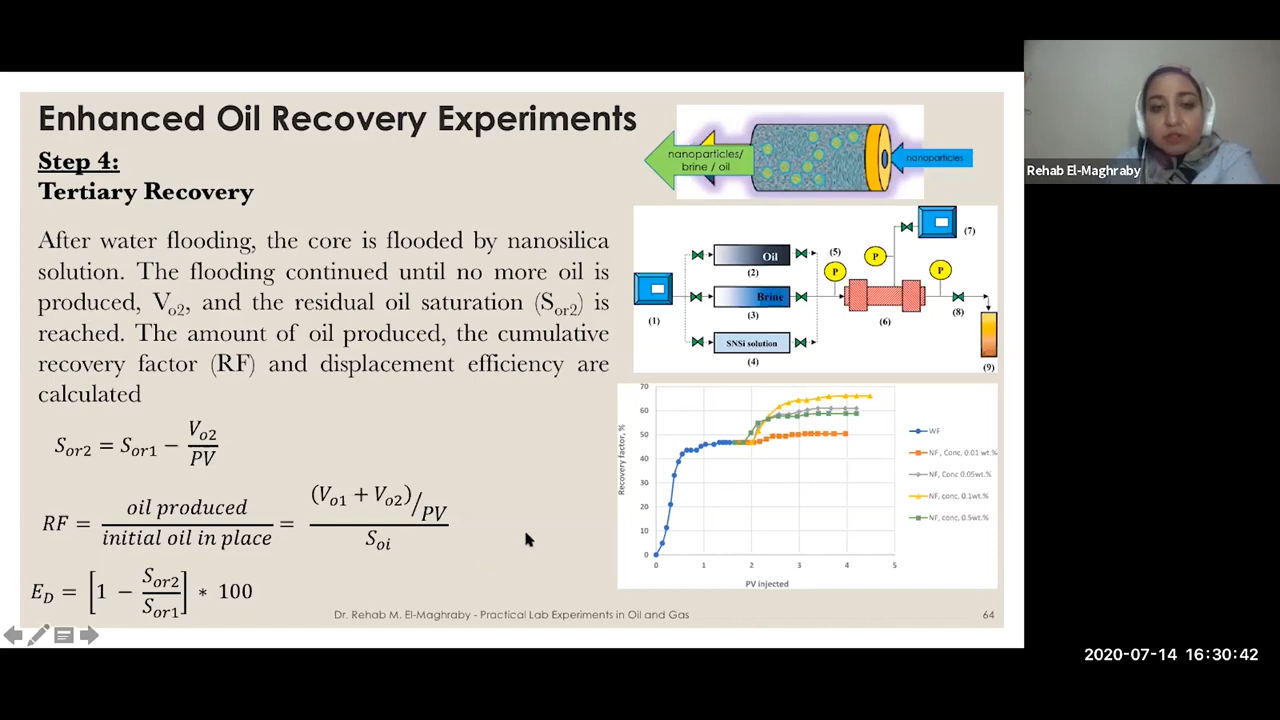 Enhanced Oil Recovery Experiments
Step 4:
Tertiary Recovery
After water flooding, the core is flooded by nanosilica
solution. The flooding continued until no more oil is
produced, Vo2, and the residual oil saturation (Sor2) is
reached. The amount of oil produced, the cumulative
recovery factor (RF) and displacement efficiency are
calculated
Sor2 = Sor1 − Vo2/PV
RF = oil produced/initial oil in place = (Vo1 + Vo2)/PV / Soi
ED = [1 − Sor2/Sor1] * 100
nanoparticles/
brine / oil
nanoparticles
(1)
Oil
(2)
Brine
(3)
SNSi solution
(4)
(5)
P
P
P
(6)
(7)
(8)
(9)
Recovery factor, %
70
60
50
40
30
20
10
0
0 1 2 3 4 5
PV injected
WF
NF , Conc, 0.01 wt.%
NF, Conc 0.05wt.%
NF, conc, 0.1wt.%
NF, conc, 0.5wt.%
Dr. Rehab M. El-Maghraby - Practical Lab Experiments in Oil and Gas
64
Rehab El-Maghraby
2020-07-14 16:30:42